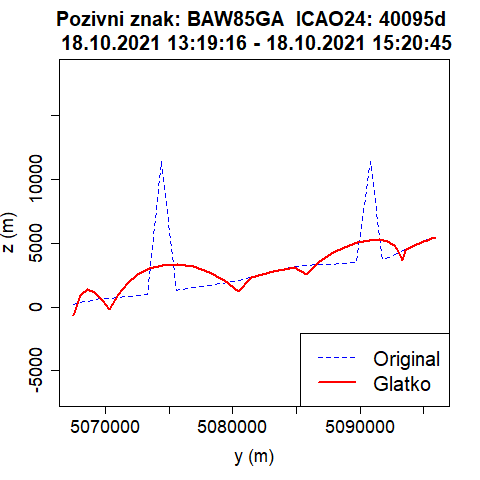 Pozivni znak: BAW85GA  ICAO24: 40095d
18.10.2021 13:19:16 - 18.10.2021 15:20:45
z (m)
10000
5000
0
-5000
Original
Glatko
5070000
5080000
5090000
y (m)